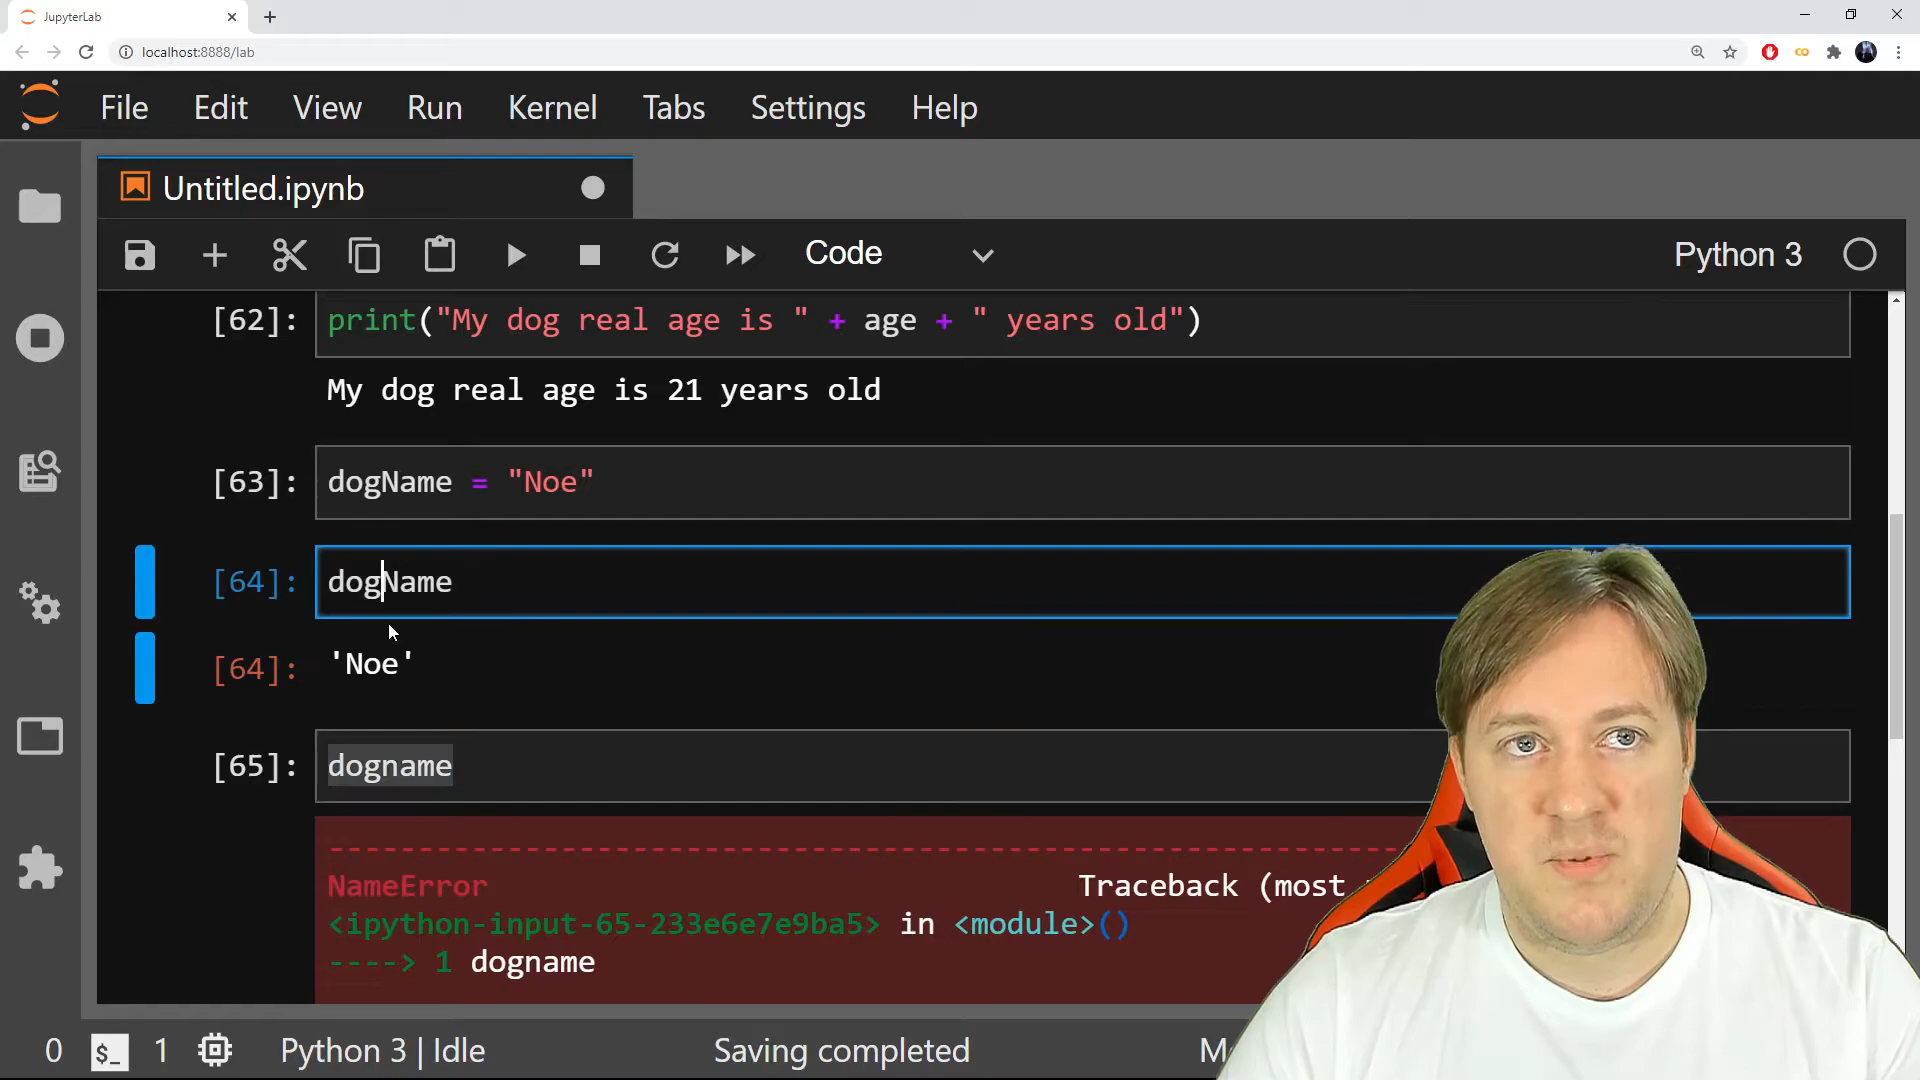 JupyterLab
localhost:8888/lab
File Edit View Run Kernel Tabs Settings Help
Untitled.ipynb
Code
Python 3
[62]: print("My dog real age is " + age + " years old")
My dog real age is 21 years old
[63]: dogName = "Noe"
[64]: dogName
[64]: 'Noe'
[65]: dogname
---------------------------------------------------------------------------
NameError Traceback (most
<ipython-input-65-233e6e7e9ba5> in <module>()
----> 1 dogname
0 $_ 1 Python 3 | Idle Saving completed